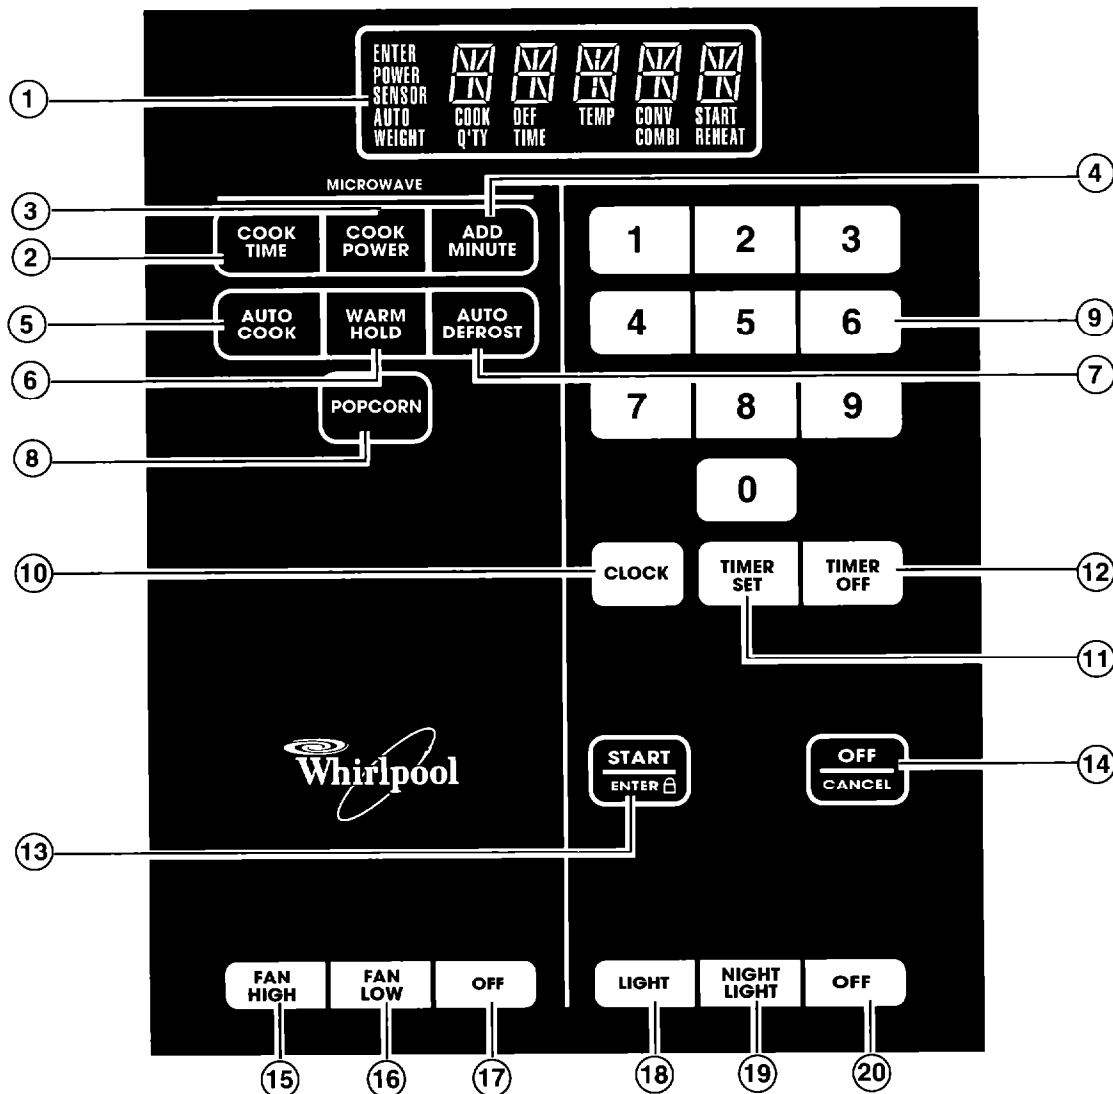 ENTER
POWER
SENSOR
AUTO COOK DEF TEMP CONV START
WEIGHT Q'TY TIME COMBI REHEAT
1
MICROWAVE
4
3
COOK TIME
COOK POWER
ADD MINUTE
1 2 3
2
5
AUTO COOK
WARM HOLD
AUTO DEFROST
4 5 6
9
6
7
POPCORN
7 8 9
8
0
10
CLOCK
TIMER SET
TIMER OFF
12
11
Whirlpool
START
ENTER
OFF
CANCEL
14
13
FAN HIGH
FAN LOW
OFF
LIGHT
NIGHT LIGHT
OFF
15 16 17 18 19 20